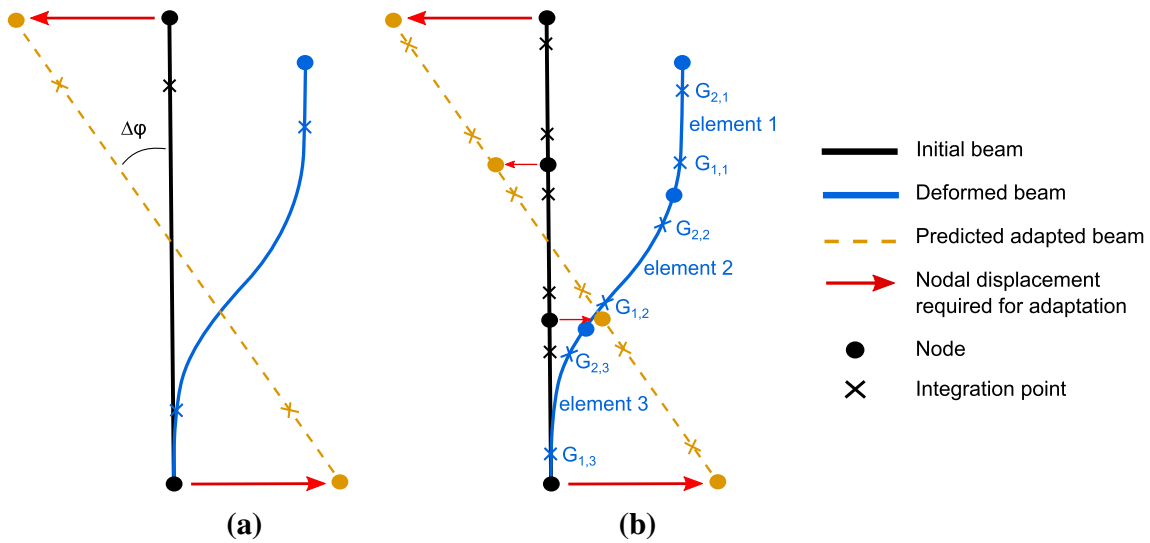 Δφ
(a)
G2,1
element 1
G1,1
G2,2
element 2
G1,2
G2,3
element 3
G1,3
(b)
Initial beam
Deformed beam
Predicted adapted beam
Nodal displacement
required for adaptation
Node
Integration point